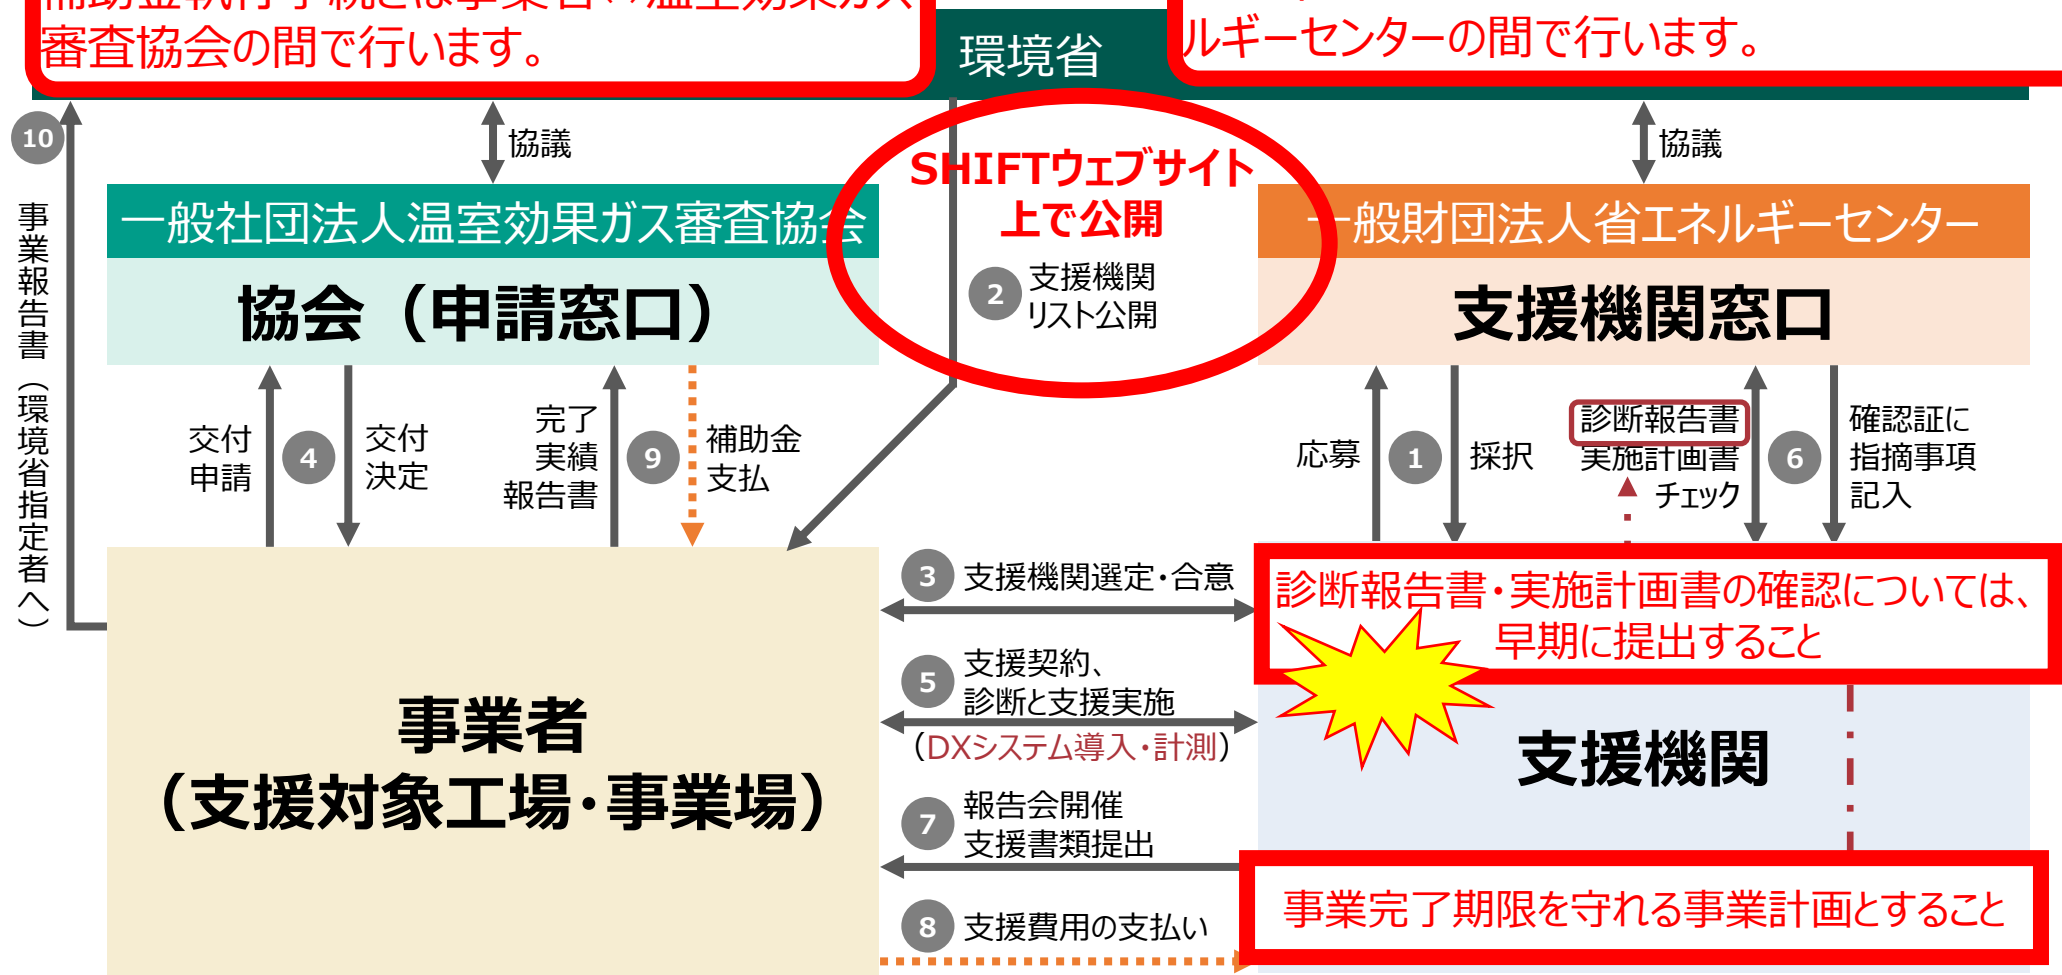 審査協会の間で行います。
環境省
ルギーセンターの間で行います。
10
協議
協議
事業報告書（環境省指定者へ）
SHIFTウェブサイト
上で公開
一般社団法人温室効果ガス審査協会
一般財団法人省エネルギーセンター
協会（申請窓口）
2
支援機関
リスト公開
支援機関窓口
交付
申請
4
交付
決定
完了
実績
報告書
9
補助金
支払
応募
1
採択
診断報告書
実施計画書
チェック
6
確認証に
指摘事項
記入
3
支援機関選定・合意
診断報告書・実施計画書の確認については、
早期に提出すること
5
支援契約、
診断と支援実施
（DXシステム導入・計測）
事業者
（支援対象工場・事業場）
支援機関
7
報告会開催
支援書類提出
8
支援費用の支払い
事業完了期限を守れる事業計画とすること